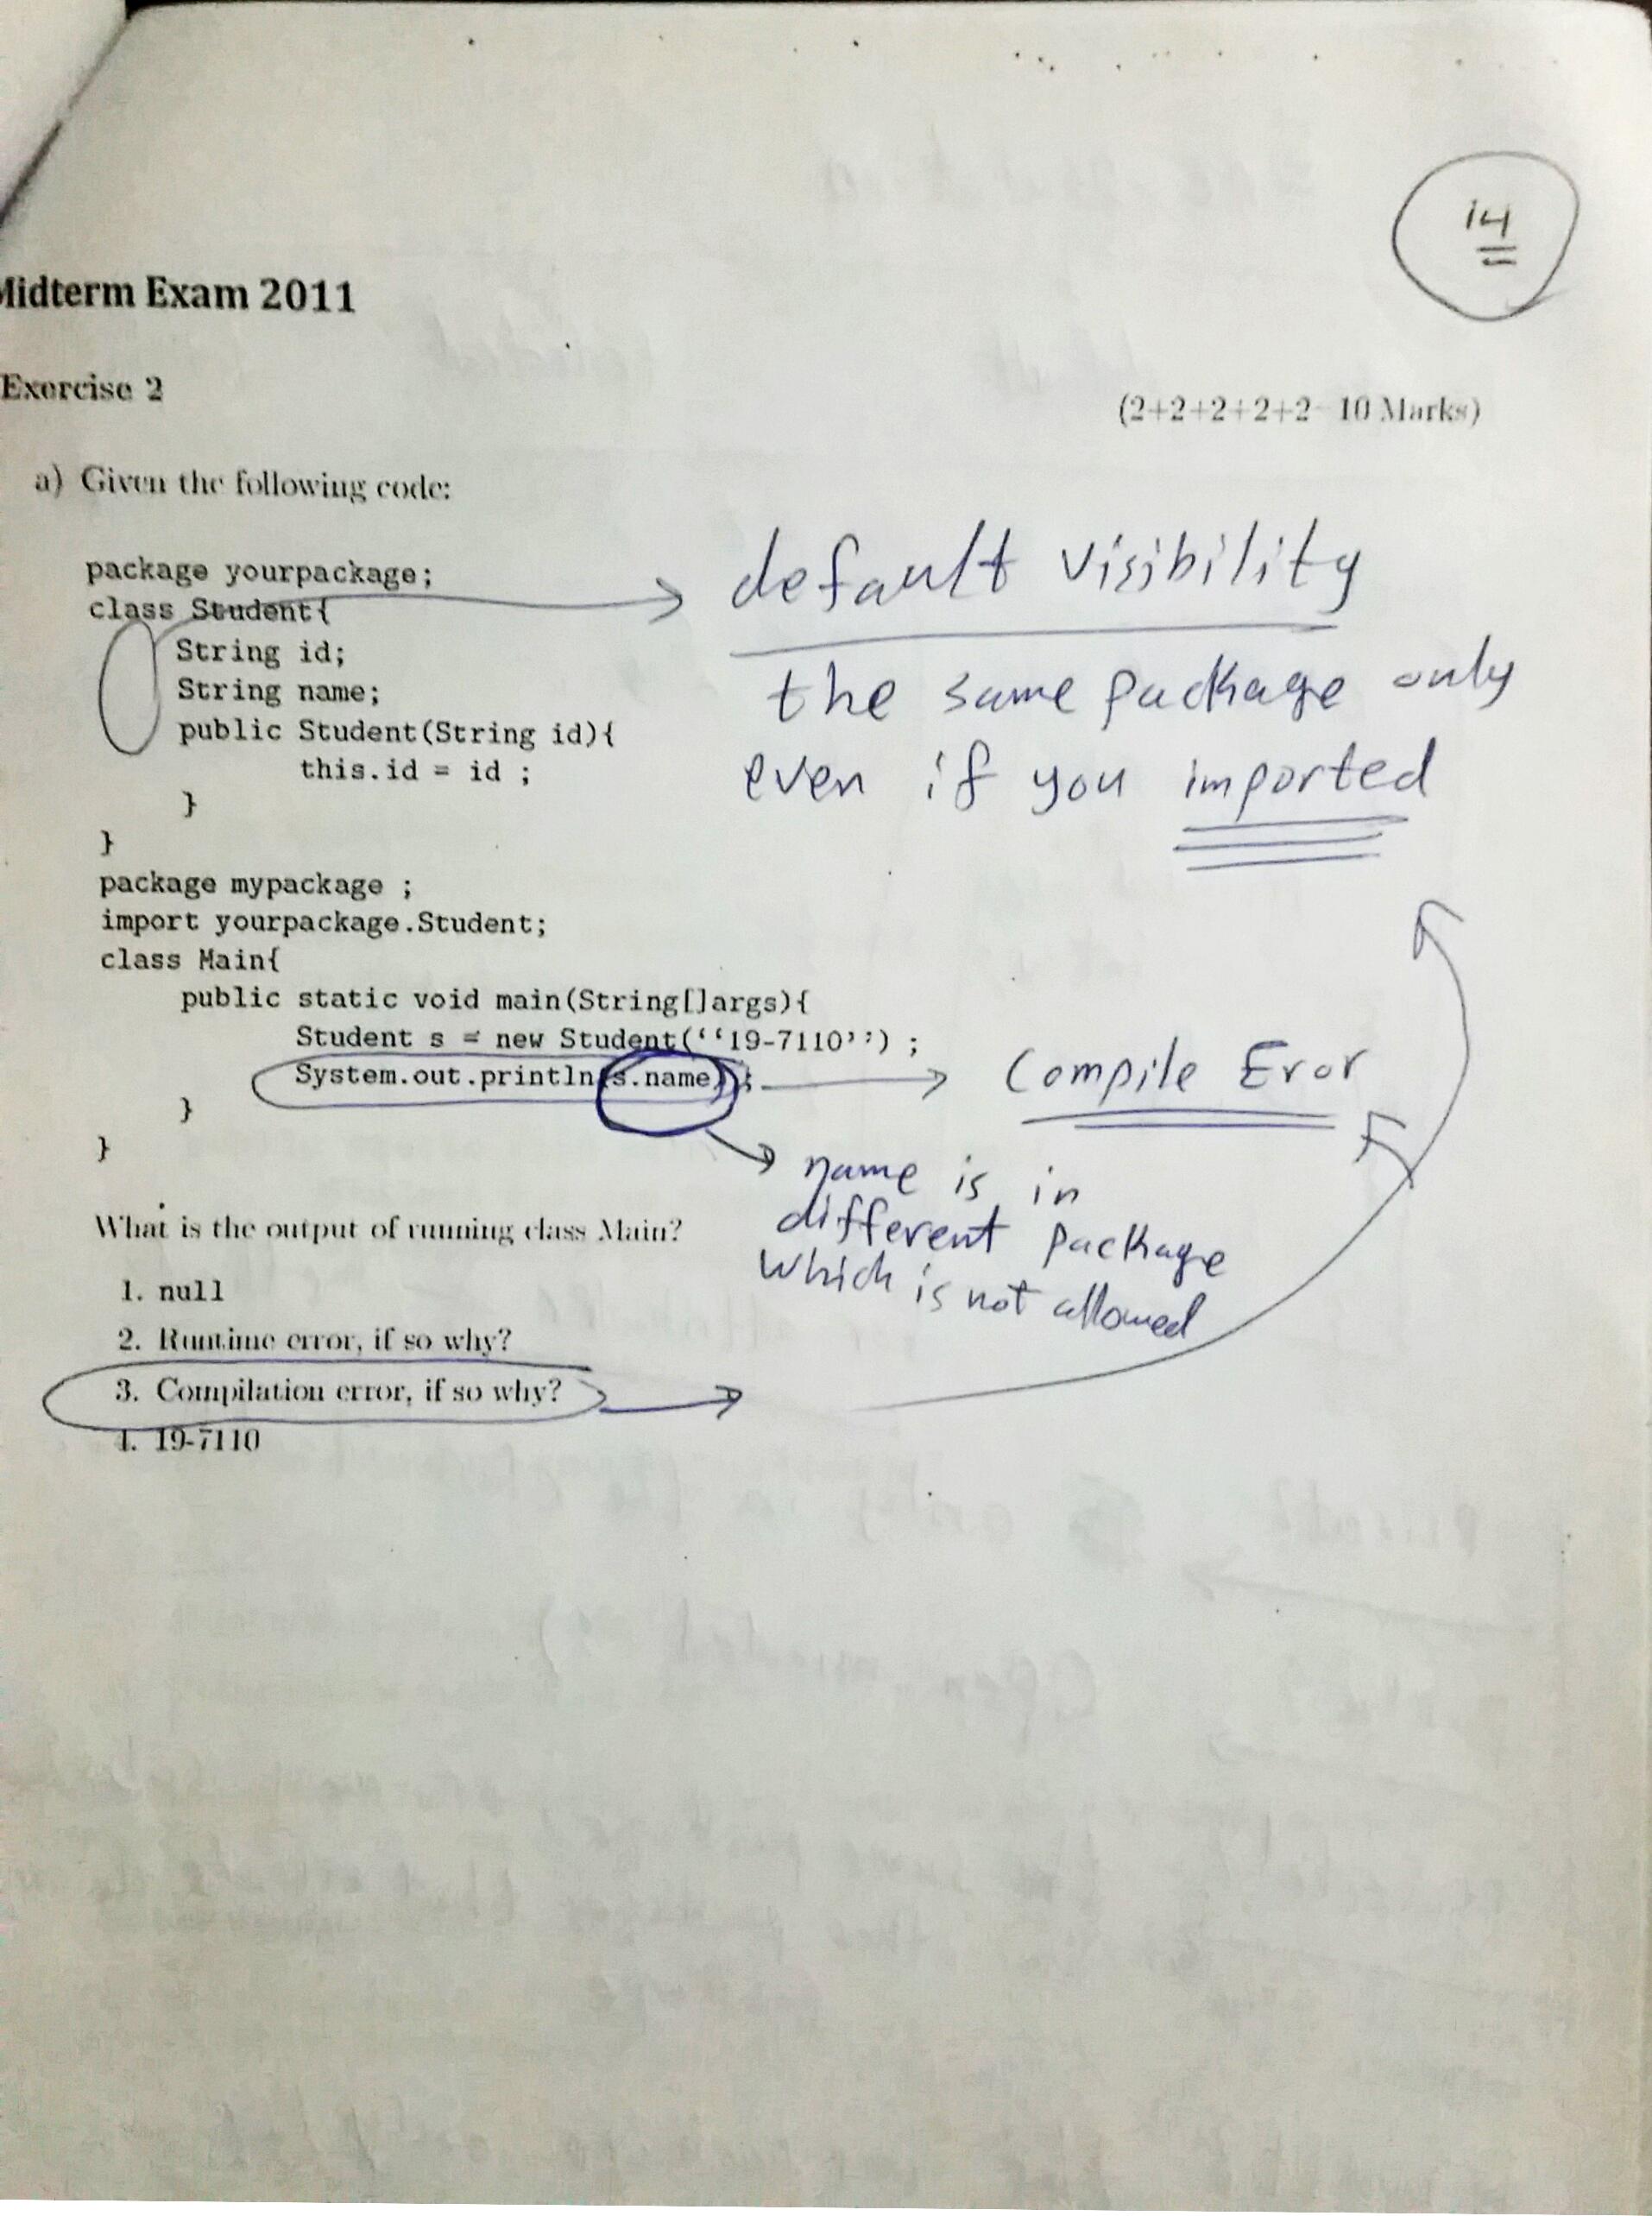 14
Midterm Exam 2011
Exercise 2
(2+2+2+2+2 10 Marks)
a) Given the following code:
package yourpackage;
class Student{
String id;
String name;
public Student(String id){
this.id = id ;
}
}
default visibility
the same package only
even if you imported
package mypackage ;
import yourpackage.Student;
class Main{
public static void main(String[]args){
Student s = new Student(‘‘19-7110’’) ;
System.out.println(s.name);
}
}
Compile Eror
name is in
different package
which is not allowed
What is the output of running class Main?
1. null
2. Runtime error, if so why?
3. Compilation error, if so why?
4. 19-7110